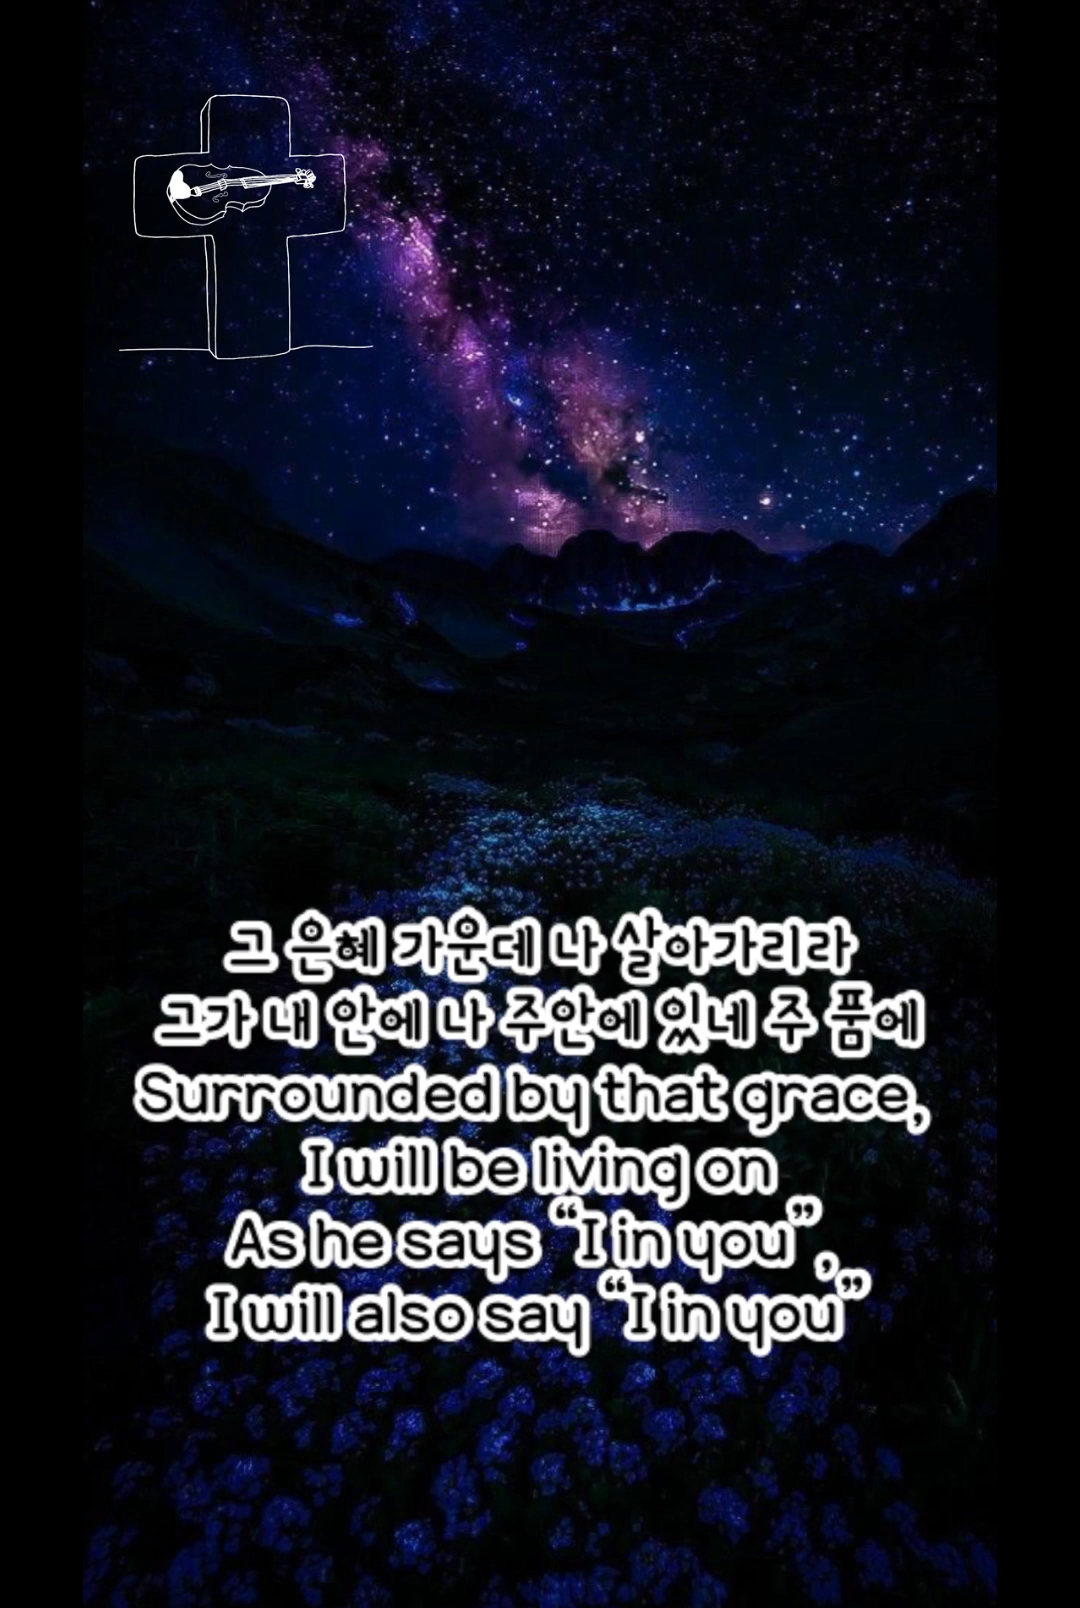 그 은혜 가운데 나 살아가리라
그가 내 안에 나 주안에 있네 주 품에
Surrounded by that grace,
I will be living on
As he says “I in you”,
I will also say “I in you”